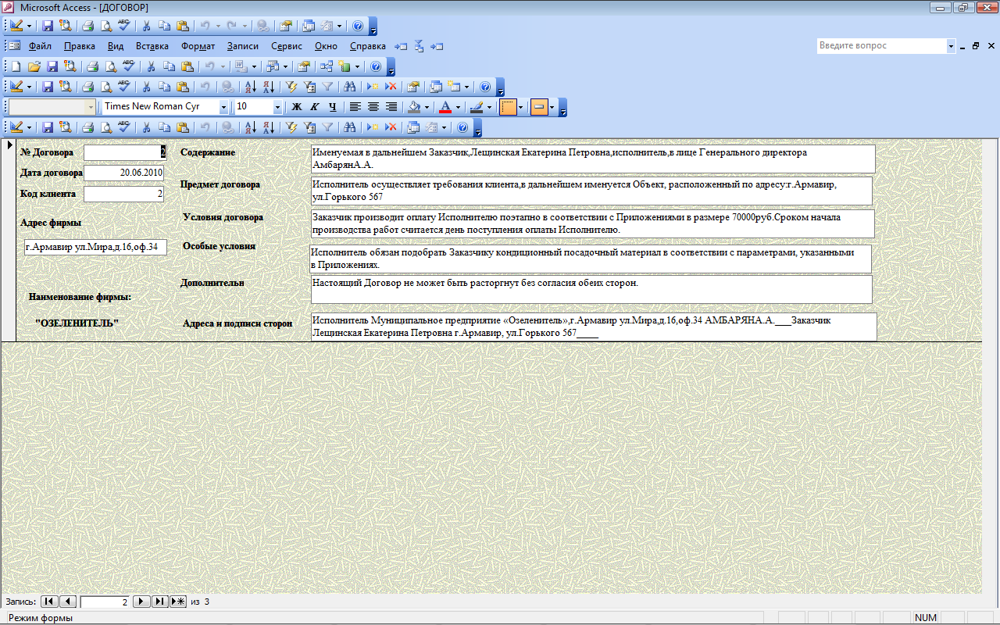 Microsoft Access - [ДОГОВОР]
Файл Правка Вид Вставка Формат Записи Сервис Окно Справка Введите вопрос
Times New Roman Cyr 10 Ж К Ч
№ Договора 2
Дата договора 20.06.2010
Код клиента 2
Адрес фирмы
г.Армавир ул.Мира,д.16,оф.34
Наименование фирмы:
"ОЗЕЛЕНИТЕЛЬ"
Содержание
Именуемая в дальнейшем Заказчик,Лещинская Екатерина Петровна,исполнитель,в лице Генерального директора
АмбарянА.А.
Предмет договора
Исполнитель осуществляет требования клиента,в дальнейшем именуется Объект, расположенный по адресу:г.Армавир,
ул.Горького 567
Условия договора
Заказчик производит оплату Исполнителю поэтапно в соответствии с Приложениями в размере 70000руб.Сроком начала
производства работ считается день поступления оплаты Исполнителю.
Особые условия
Исполнитель обязан подобрать Заказчику кондиционный посадочный материал в соответствии с параметрами, указанными
в Приложениях.
Дополнительн
Настоящий Договор не может быть расторгнут без согласия обеих сторон.
Адреса и подписи сторон
Исполнитель Муниципальное предприятие «Озеленитель»,г.Армавир ул.Мира,д.16,оф.34 АМБАРЯНА.А.___Заказчик
Лещинская Екатерина Петровна г.Армавир, ул.Горького 567____
Запись: 2 из 3
Режим формы NUM